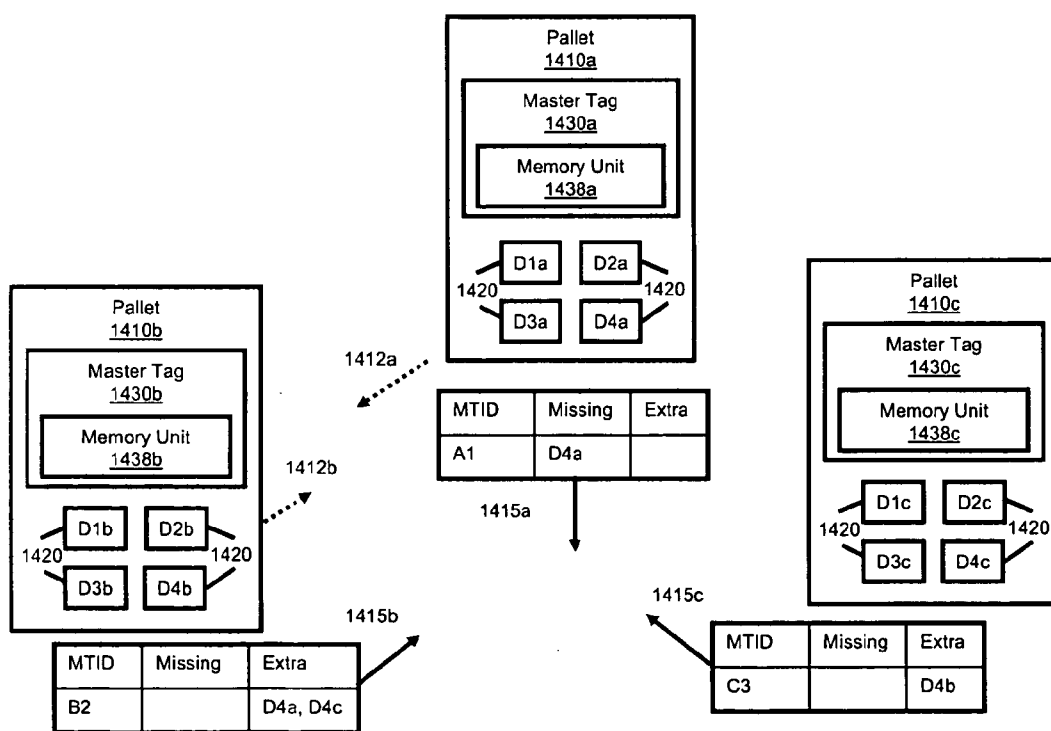 Pallet
1410a
Master Tag
1430a
Memory Unit
1438a
D1a D2a
1420 1420
D3a D4a
Pallet
1410b
Master Tag
1430b
Memory Unit
1438b
D1b D2b
1420 1420
D3b D4b
Pallet
1410c
Master Tag
1430c
Memory Unit
1438c
D1c D2c
1420 1420
D3c D4c
1412a
1412b
MTID Missing Extra
A1 D4a
1415a
1415b
MTID Missing Extra
B2 D4a, D4c
1415c
MTID Missing Extra
C3 D4b